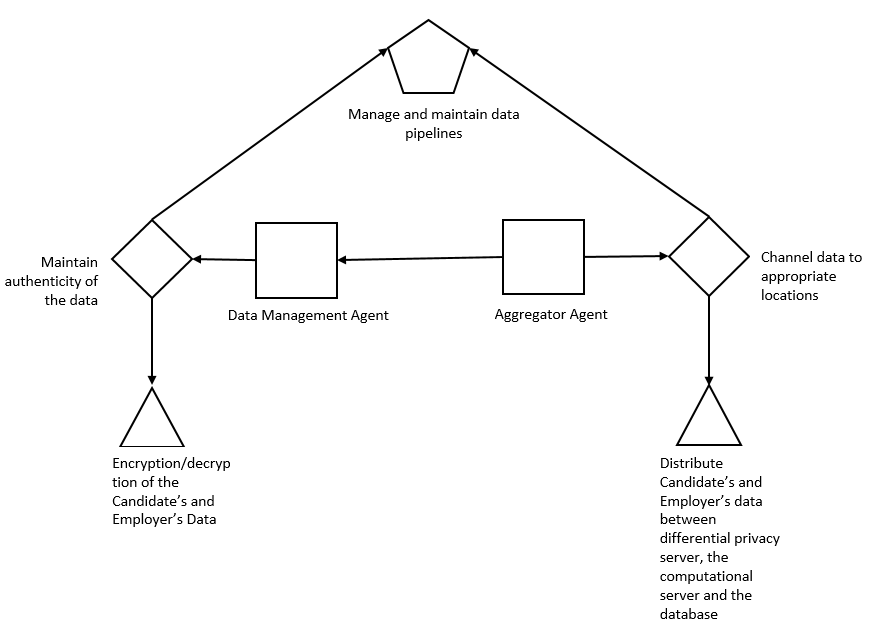 Manage and maintain data
pipelines
Maintain
authenticity of
the data
Data Management Agent
Aggregator Agent
Channel data to
appropriate
locations
Encryption/decryp
tion of the
Candidate’s and
Employer’s Data
Distribute
Candidate’s and
Employer’s data
between
differential privacy
server, the
computational
server and the
database